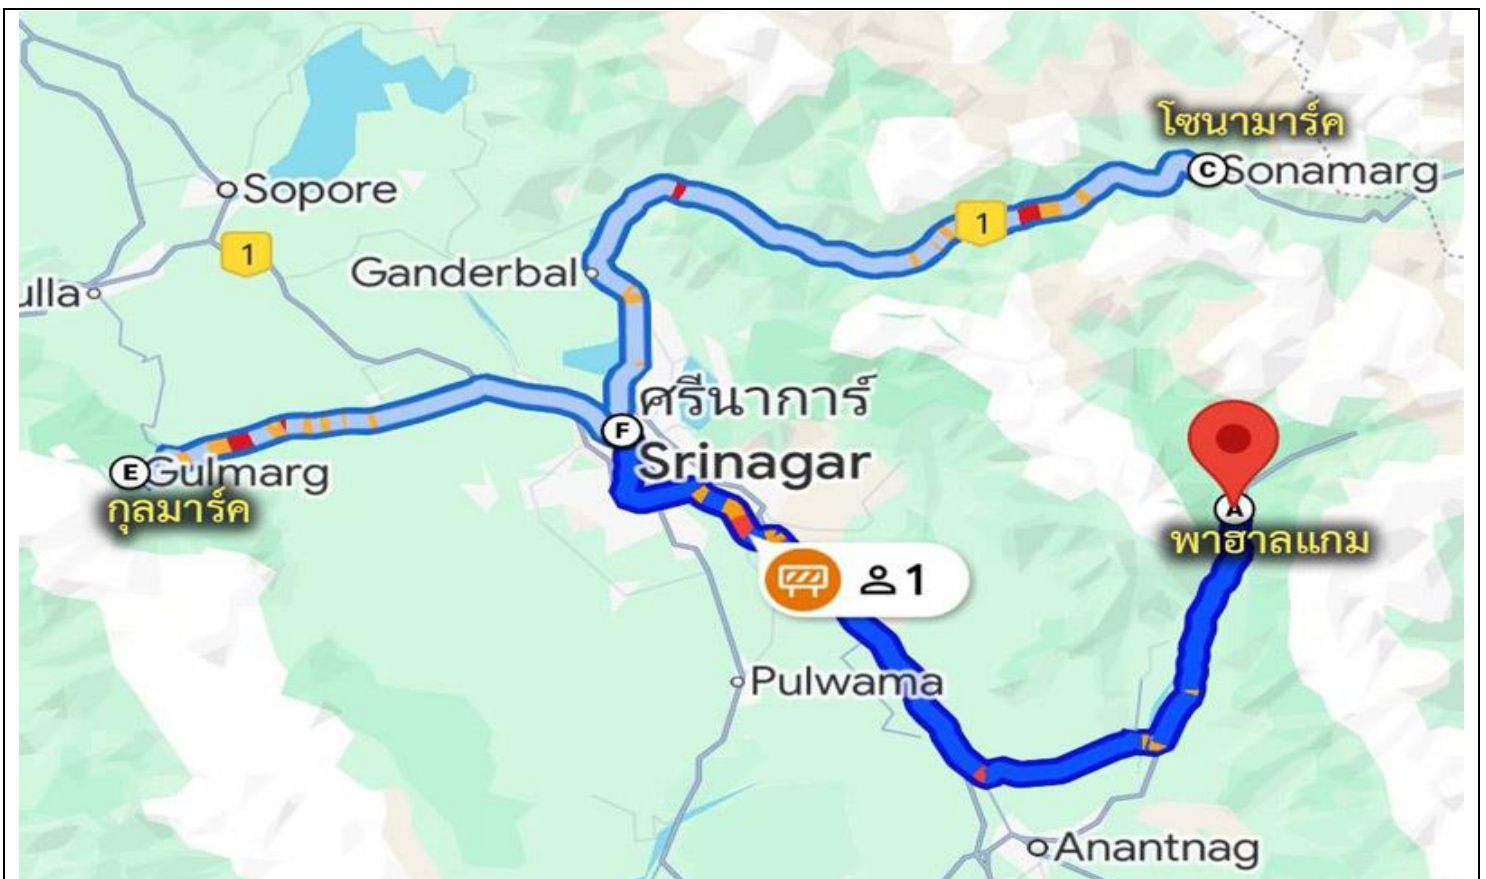 โซนามาร์ค
C
Sonamarg
Sopore
1
1
Ganderbal
ulla
ศรีนาการ์
F
Srinagar
E
Gulmarg
กุลมาร์ค
A
พาฮาลแกม
1
Pulwama
Anantnag